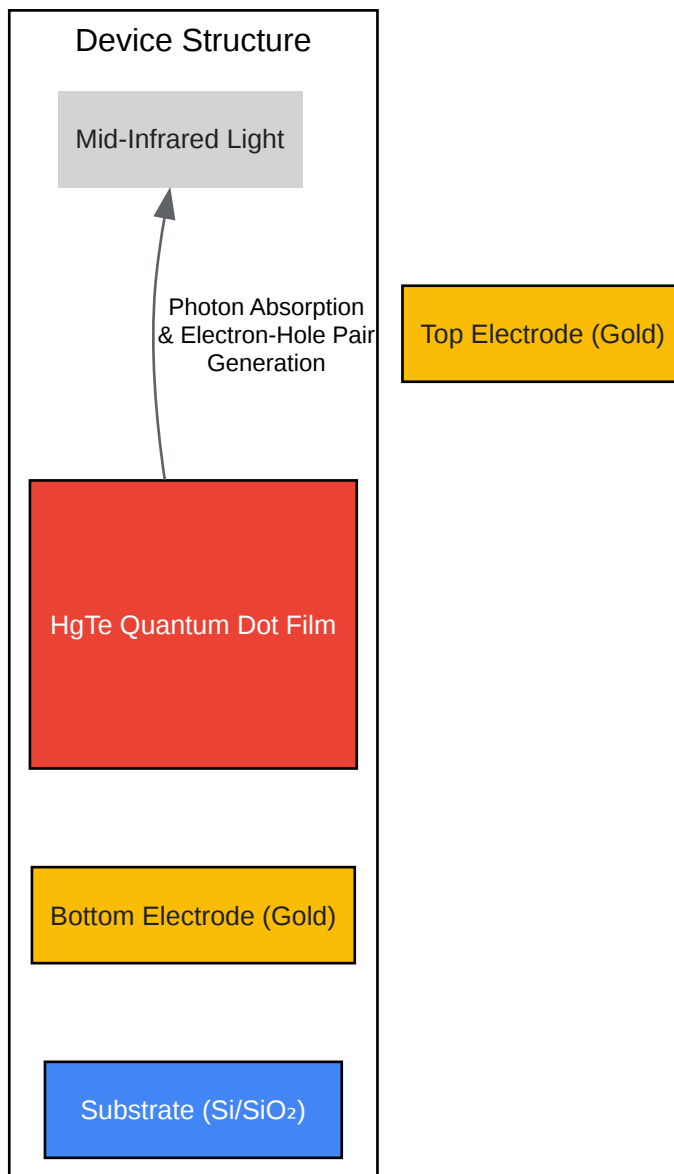 Device Structure
Mid-Infrared Light
Photon Absorption
& Electron-Hole Pair
Generation
Top Electrode (Gold)
HgTe Quantum Dot Film
Bottom Electrode (Gold)
Substrate (Si/SiO₂)